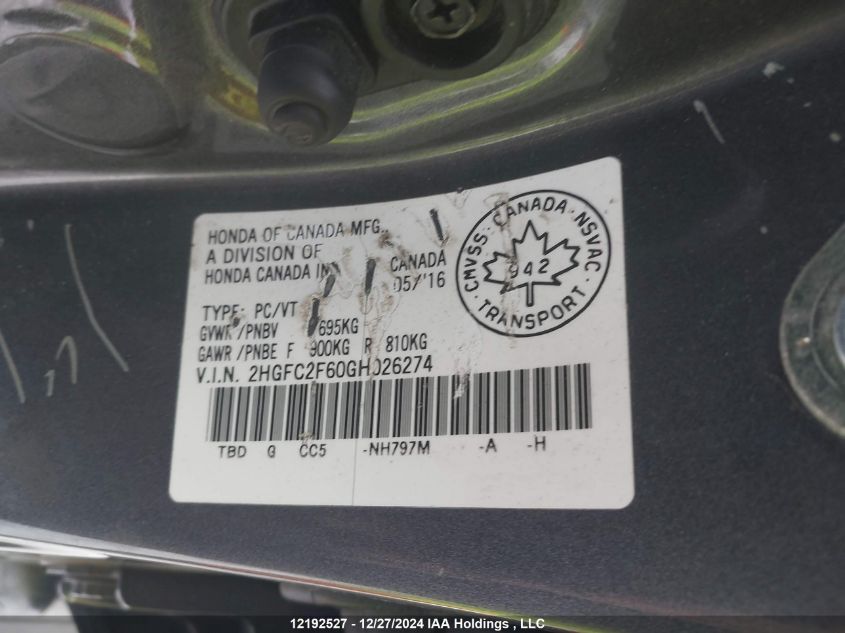 HONDA OF CANADA MFG.,
A DIVISION OF
HONDA CANADA
CANADA
05/'16
TYPE: PC/VT
GVWR/PNBV 695KG
GAWR/PNBE F 900KG R 810KG
V.I.N. 2HGFC2F60GH026274
TBD G CC5 -NH797M -A -H
CMVSS: CANADA · NSVAC
942
· TRANSPORT ·
12192527 - 12/27/2024 IAA Holdings , LLC